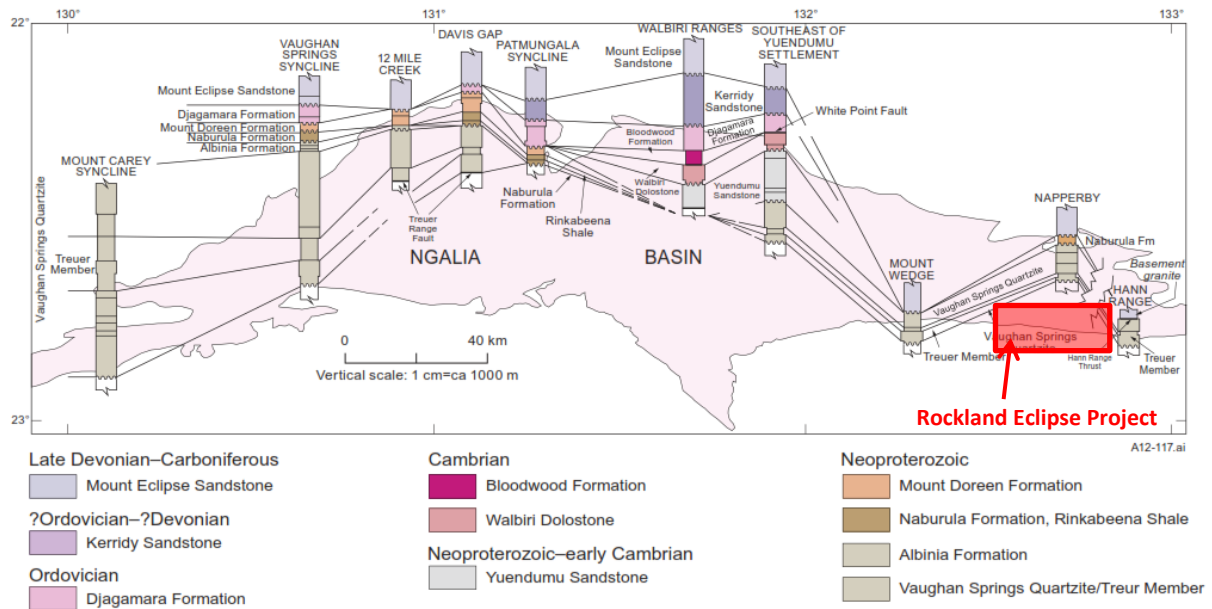 130°
131°
132°
133°
22°
23°
VAUGHAN
SPRINGS
SYNCLINE
12 MILE
CREEK
DAVIS GAP
PATMUNGALA
SYNCLINE
WALBIRI RANGES
SOUTHEAST OF
YUENDUMU
SETTLEMENT
Mount Eclipse Sandstone
Djagamara Formation
Mount Doreen Formation
Naburula Formation
Albinia Formation
MOUNT CAREY
SYNCLINE
Vaughan Springs Quartzite
Treuer
Member
Mount Eclipse
Sandstone
Kerridy
Sandstone
White Point Fault
Bloodwood
Formation
Djagamara
Formation
Walbiri
Dolostone
Yuendumu
Sandstone
Treuer
Range
Fault
Naburula
Formation
Rinkabeena
Shale
NGALIA
BASIN
MOUNT
WEDGE
NAPPERBY
Naburula Fm
Basement
granite
HANN
RANGE
Vaughan Springs Quartzite
Vaughan Springs
Quartzite
Treuer Member
Hann Range
Thrust
Treuer
Member
0
20
40 km
Vertical scale: 1 cm=ca 1000 m
Rockland Eclipse Project
A12-117.ai
Late Devonian–Carboniferous
Mount Eclipse Sandstone
?Ordovician–?Devonian
Kerridy Sandstone
Ordovician
Djagamara Formation
Cambrian
Bloodwood Formation
Walbiri Dolostone
Neoproterozoic–early Cambrian
Yuendumu Sandstone
Neoproterozoic
Mount Doreen Formation
Naburula Formation, Rinkabeena Shale
Albinia Formation
Vaughan Springs Quartzite/Treur Member